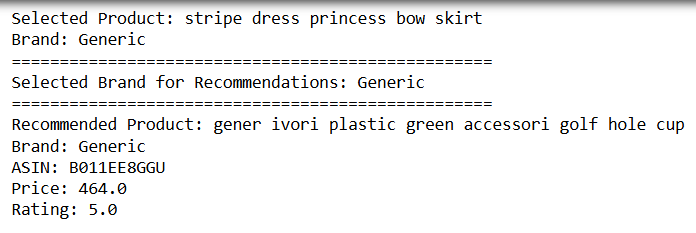 Selected Product: stripe dress princess bow skirt
Brand: Generic
==================================================
Selected Brand for Recommendations: Generic
==================================================
Recommended Product: gener ivori plastic green accessori golf hole cup
Brand: Generic
ASIN: B011EE8GGU
Price: 464.0
Rating: 5.0